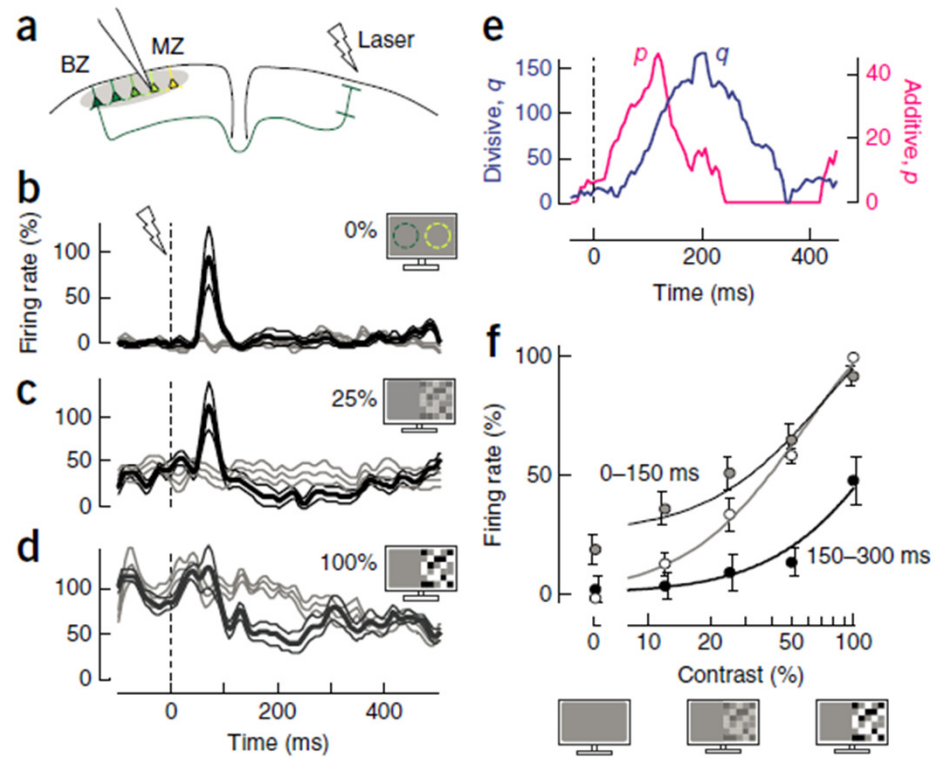 a
BZ
MZ
Laser
b
0%
Firing rate (%)
100
50
0
c
25%
100
50
0
d
100%
100
50
0
0
200
400
Time (ms)
e
p
q
Divisive, q
150
100
50
0
Additive, p
40
20
0
0
200
400
Time (ms)
f
Firing rate (%)
100
50
0
0–150 ms
150–300 ms
0
10
20
50
100
Contrast (%)